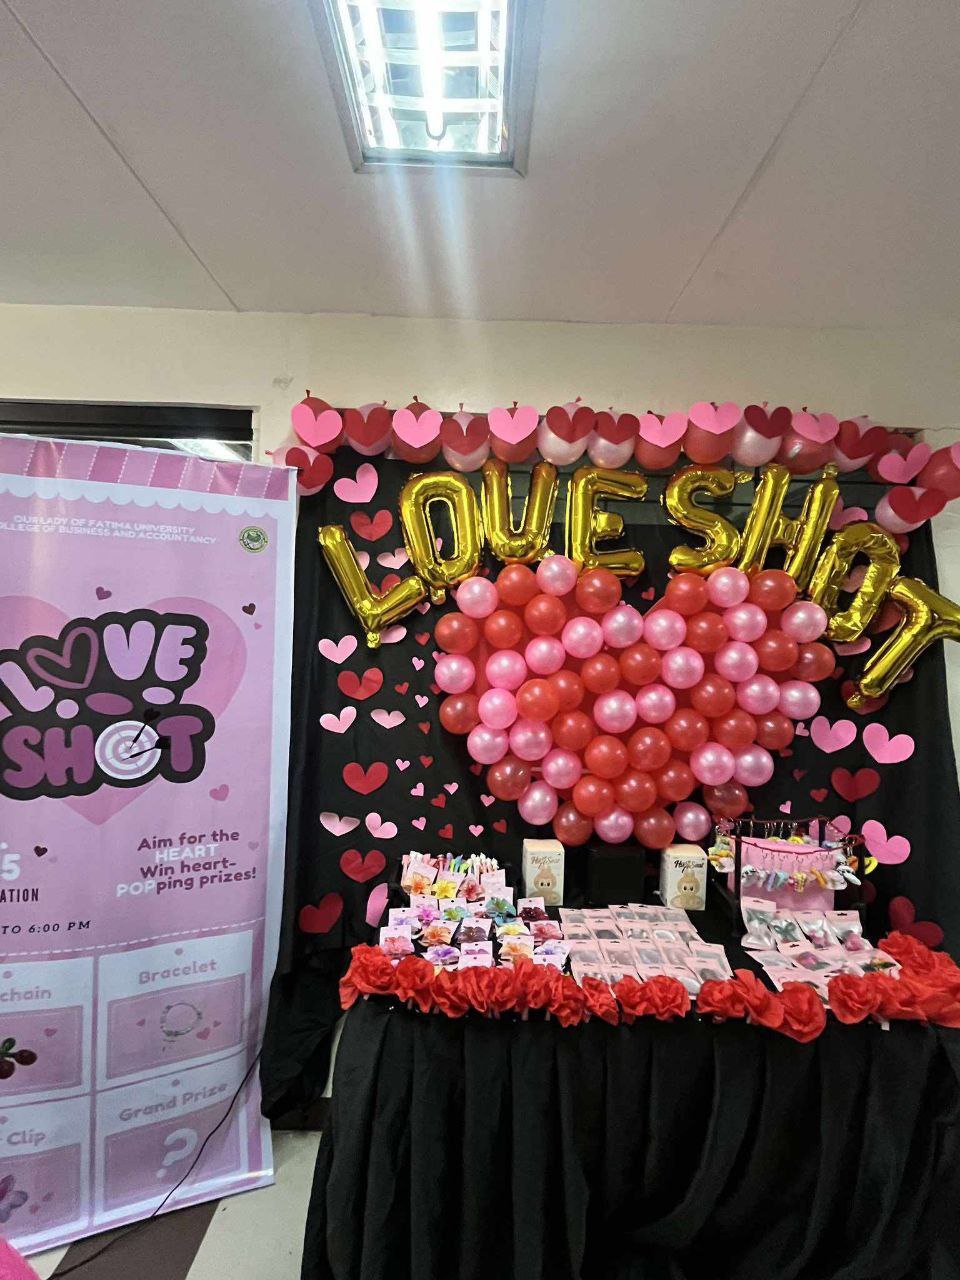 OUR LADY OF FATIMA UNIVERSITY
COLLEGE OF BUSINESS AND ACCOUNTANCY
LOVE
SHOT
Aim for the
HEART
Win heart-
POPping prizes!
5
ATION
TO 6:00 PM
chain
Bracelet
Clip
Grand Prize
?
LOVE SHOT